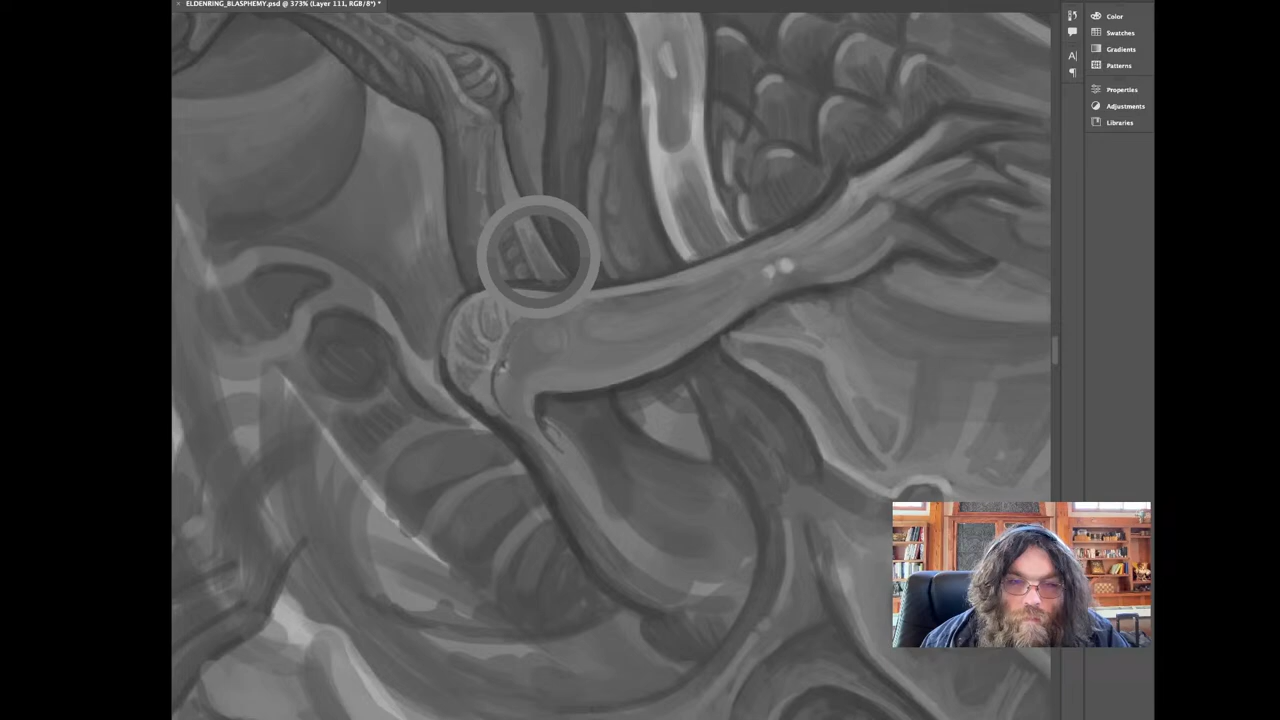 × ELDENRING_BLASPHEMY.psd @ 373% (Layer 111, RGB/8*) *
Color
Swatches
A|
Gradients
Patterns
¶
Properties
Adjustments
Libraries